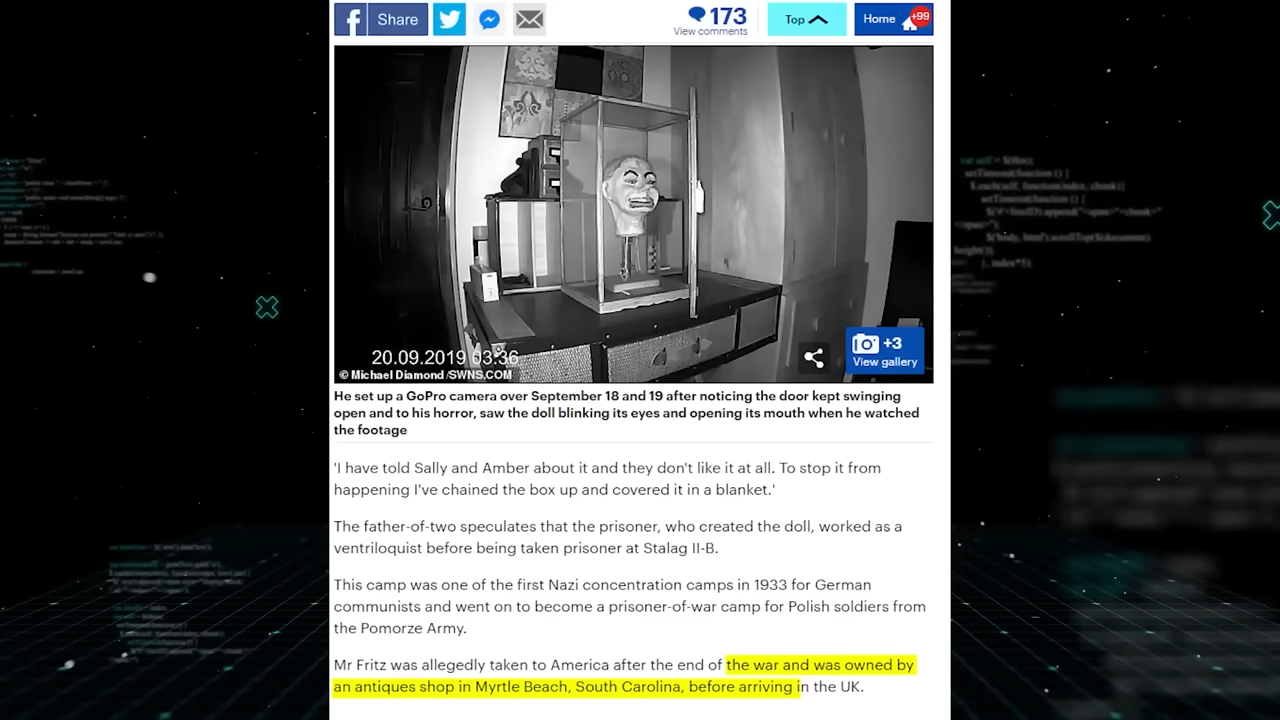 Share
173
View comments
Top
Home
+99
20.09.2019 03:36
© Michael Diamond /SWNS.COM
+3
View gallery
He set up a GoPro camera over September 18 and 19 after noticing the door kept swinging
open and to his horror, saw the doll blinking its eyes and opening its mouth when he watched
the footage
'I have told Sally and Amber about it and they don't like it at all. To stop it from
happening I've chained the box up and covered it in a blanket.'
The father-of-two speculates that the prisoner, who created the doll, worked as a
ventriloquist before being taken prisoner at Stalag II-B.
This camp was one of the first Nazi concentration camps in 1933 for German
communists and went on to become a prisoner-of-war camp for Polish soldiers from
the Pomorze Army.
Mr Fritz was allegedly taken to America after the end of the war and was owned by
an antiques shop in Myrtle Beach, South Carolina, before arriving in the UK.